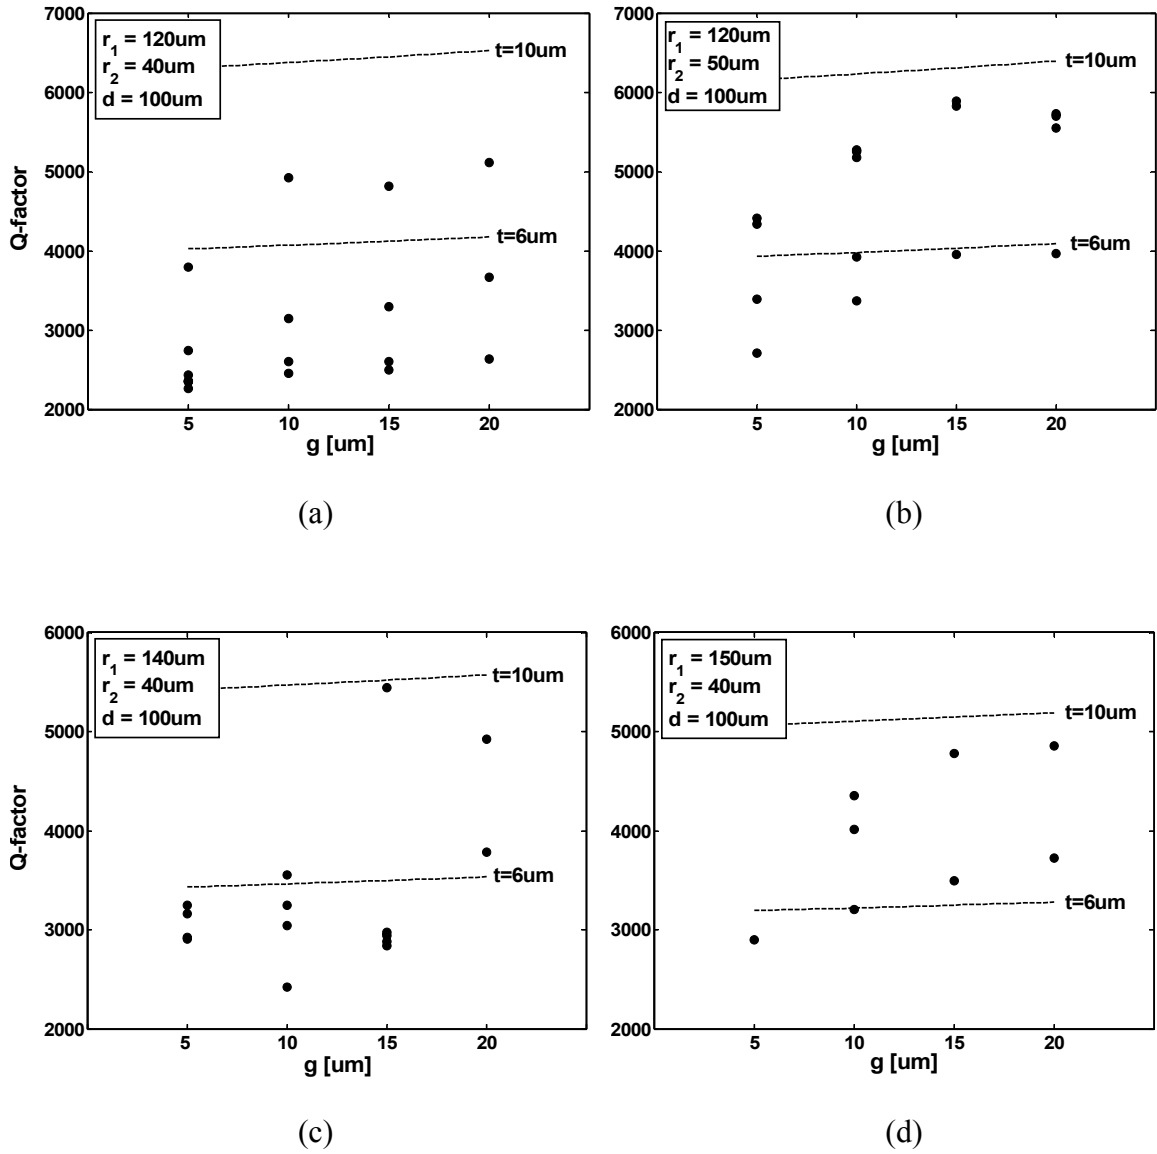 7000
6000
5000
4000
3000
2000
Q-factor
r1 = 120um
r2 = 40um
d = 100um
t=10um
t=6um
5 10 15 20
g [um]
(a)
7000
6000
5000
4000
3000
2000
r1 = 120um
r2 = 50um
d = 100um
t=10um
t=6um
5 10 15 20
g [um]
(b)
6000
5000
4000
3000
2000
Q-factor
r1 = 140um
r2 = 40um
d = 100um
t=10um
t=6um
5 10 15 20
g [um]
(c)
6000
5000
4000
3000
2000
r1 = 150um
r2 = 40um
d = 100um
t=10um
t=6um
5 10 15 20
g [um]
(d)